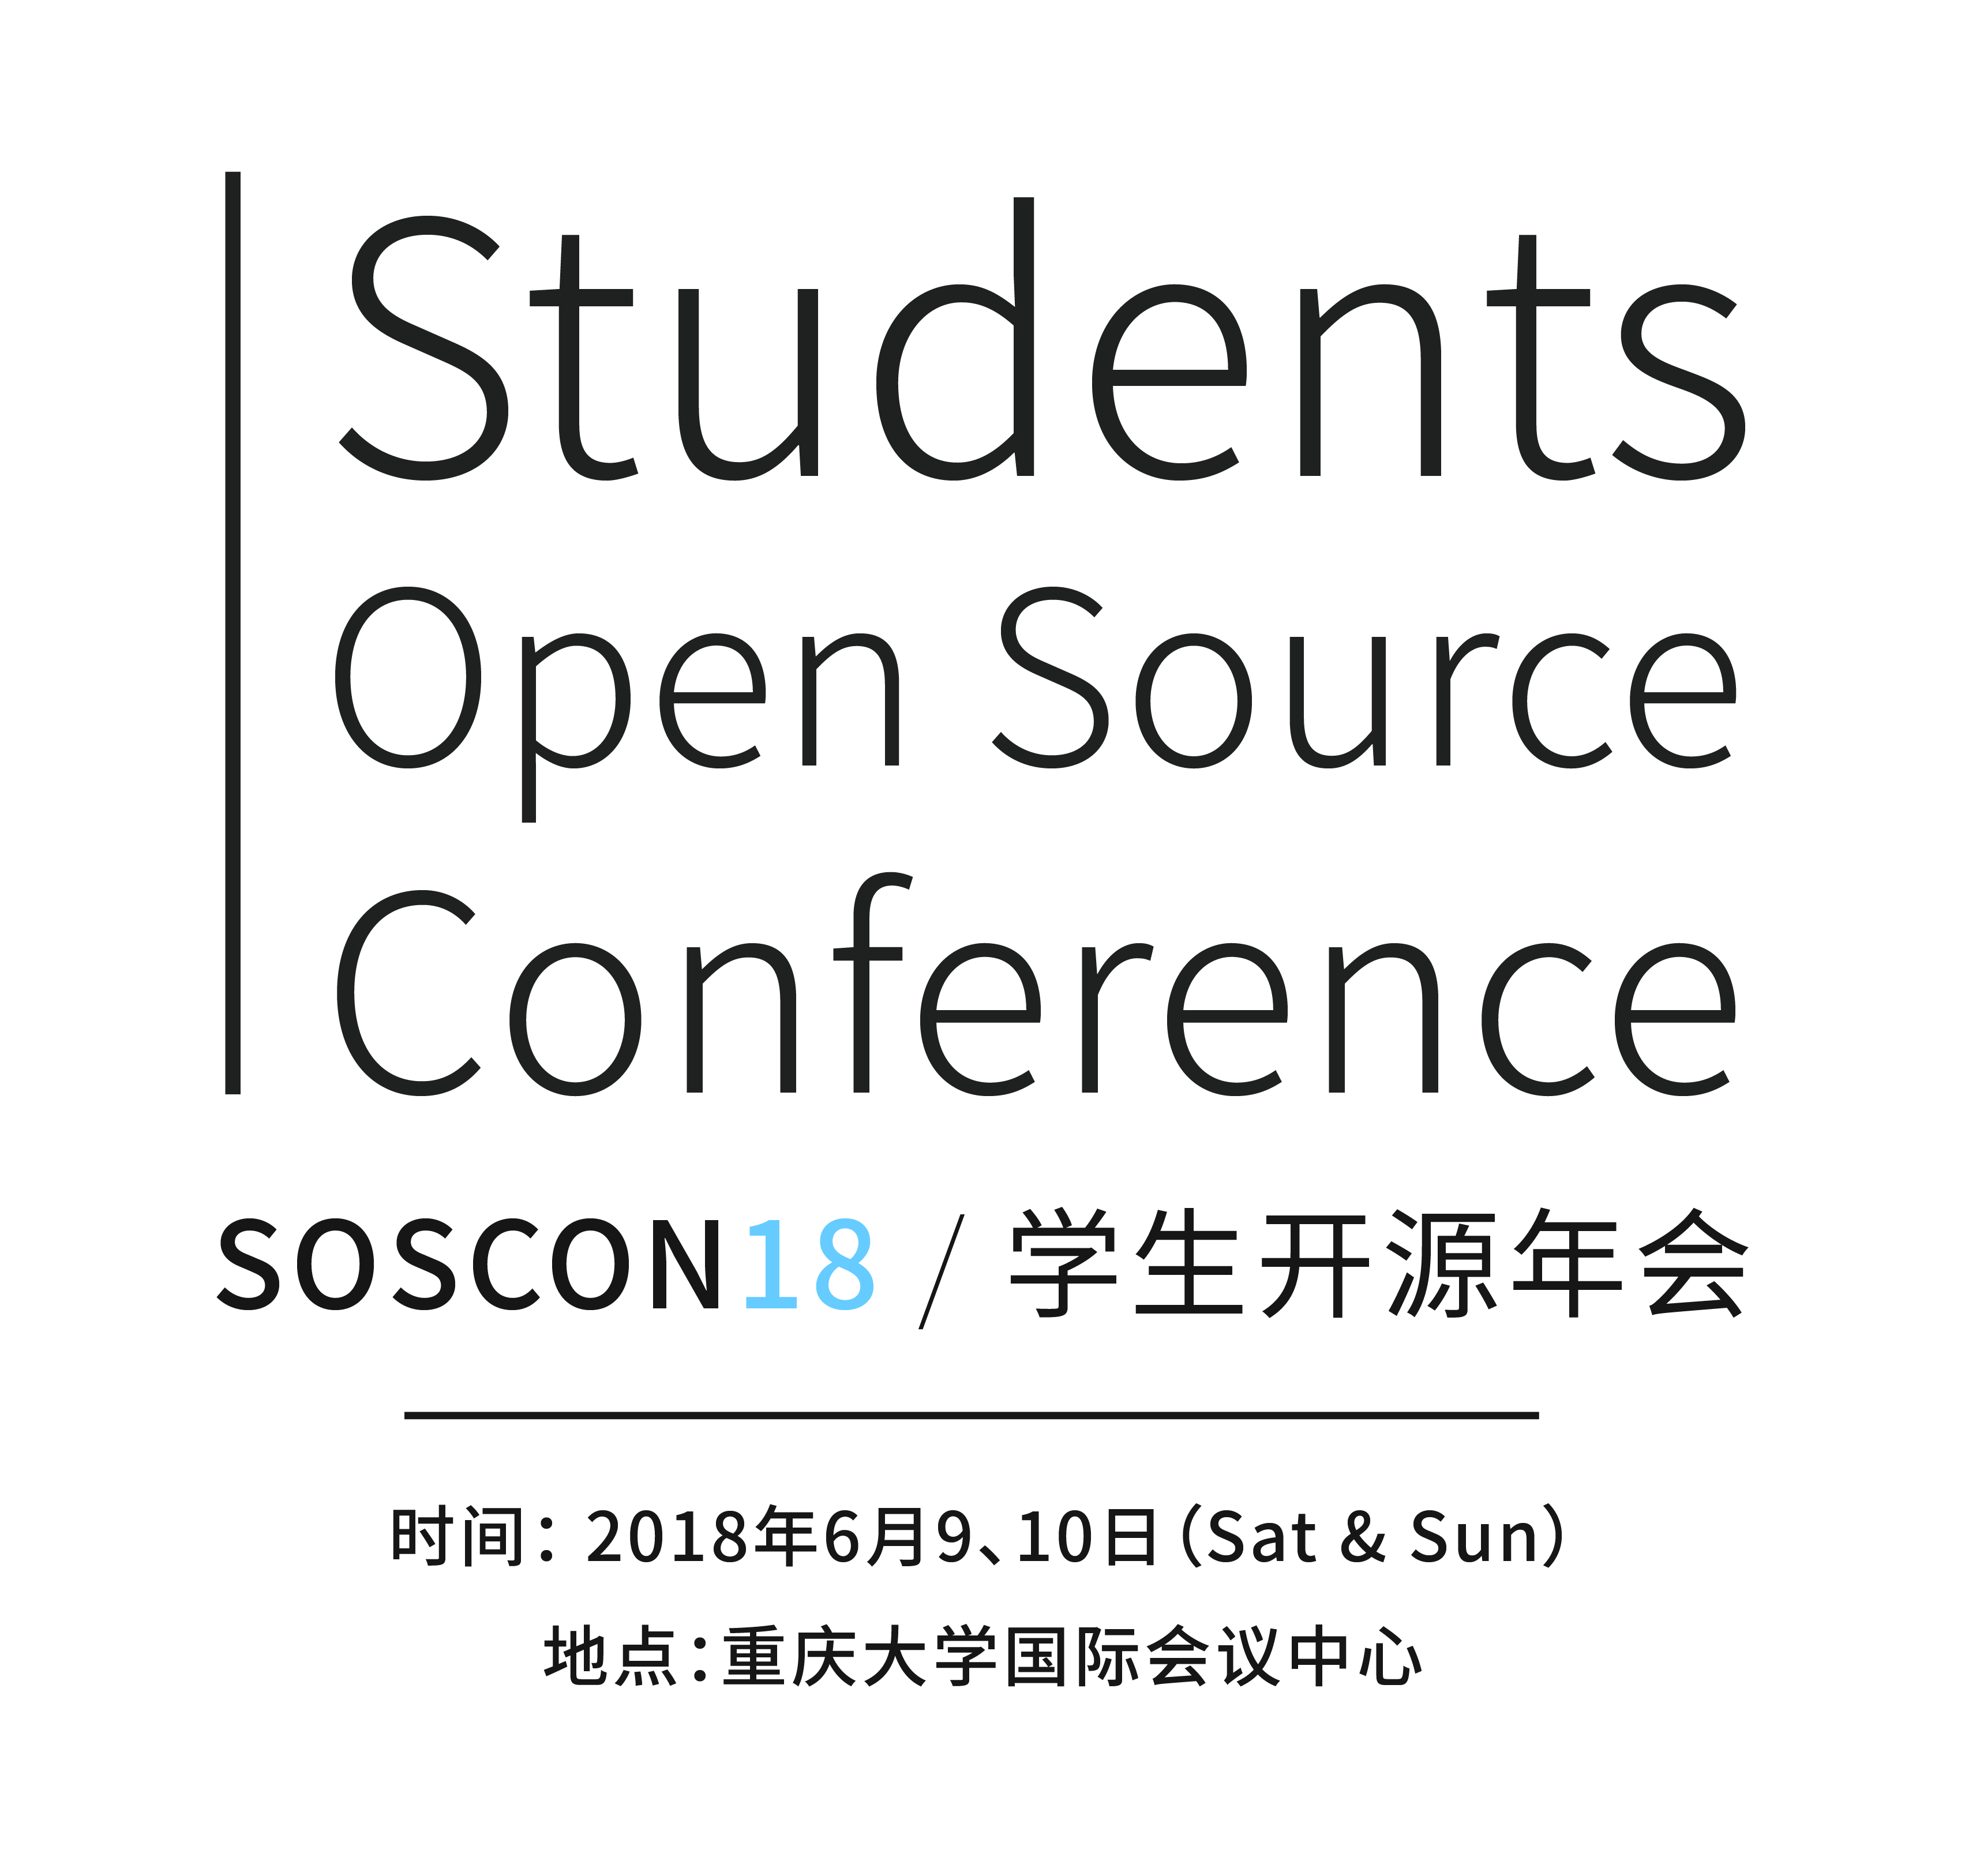 Students
Open Source
Conference
SOSCON18 / 学生开源年会
时间：2018年6月9、10日（Sat & Sun）
地点：重庆大学国际会议中心